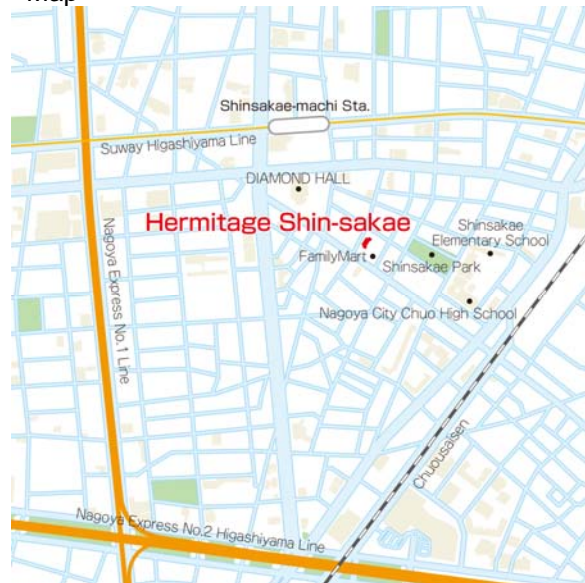 Map
Shinsakae-machi Sta.
Suway Higashiyama Line
DIAMOND HALL
Hermitage Shin-sakae
Shinsakae
Elementary School
FamilyMart
Shinsakae Park
Nagoya City Chuo High School
Nagoya Express No.1 Line
Chuousaisen
Nagoya Express No.2 Higashiyama Line